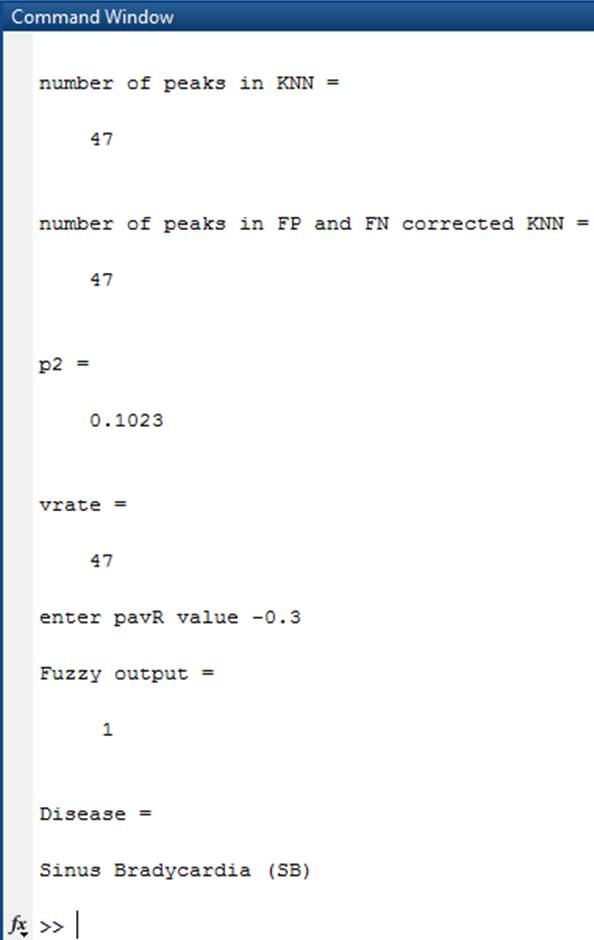 Command Window
number of peaks in KNN =
47
number of peaks in FP and FN corrected KNN =
47
p2 =
0.1023
vrate =
47
enter pavR value -0.3
Fuzzy output =
1
Disease =
Sinus Bradycardia (SB)
fx >>